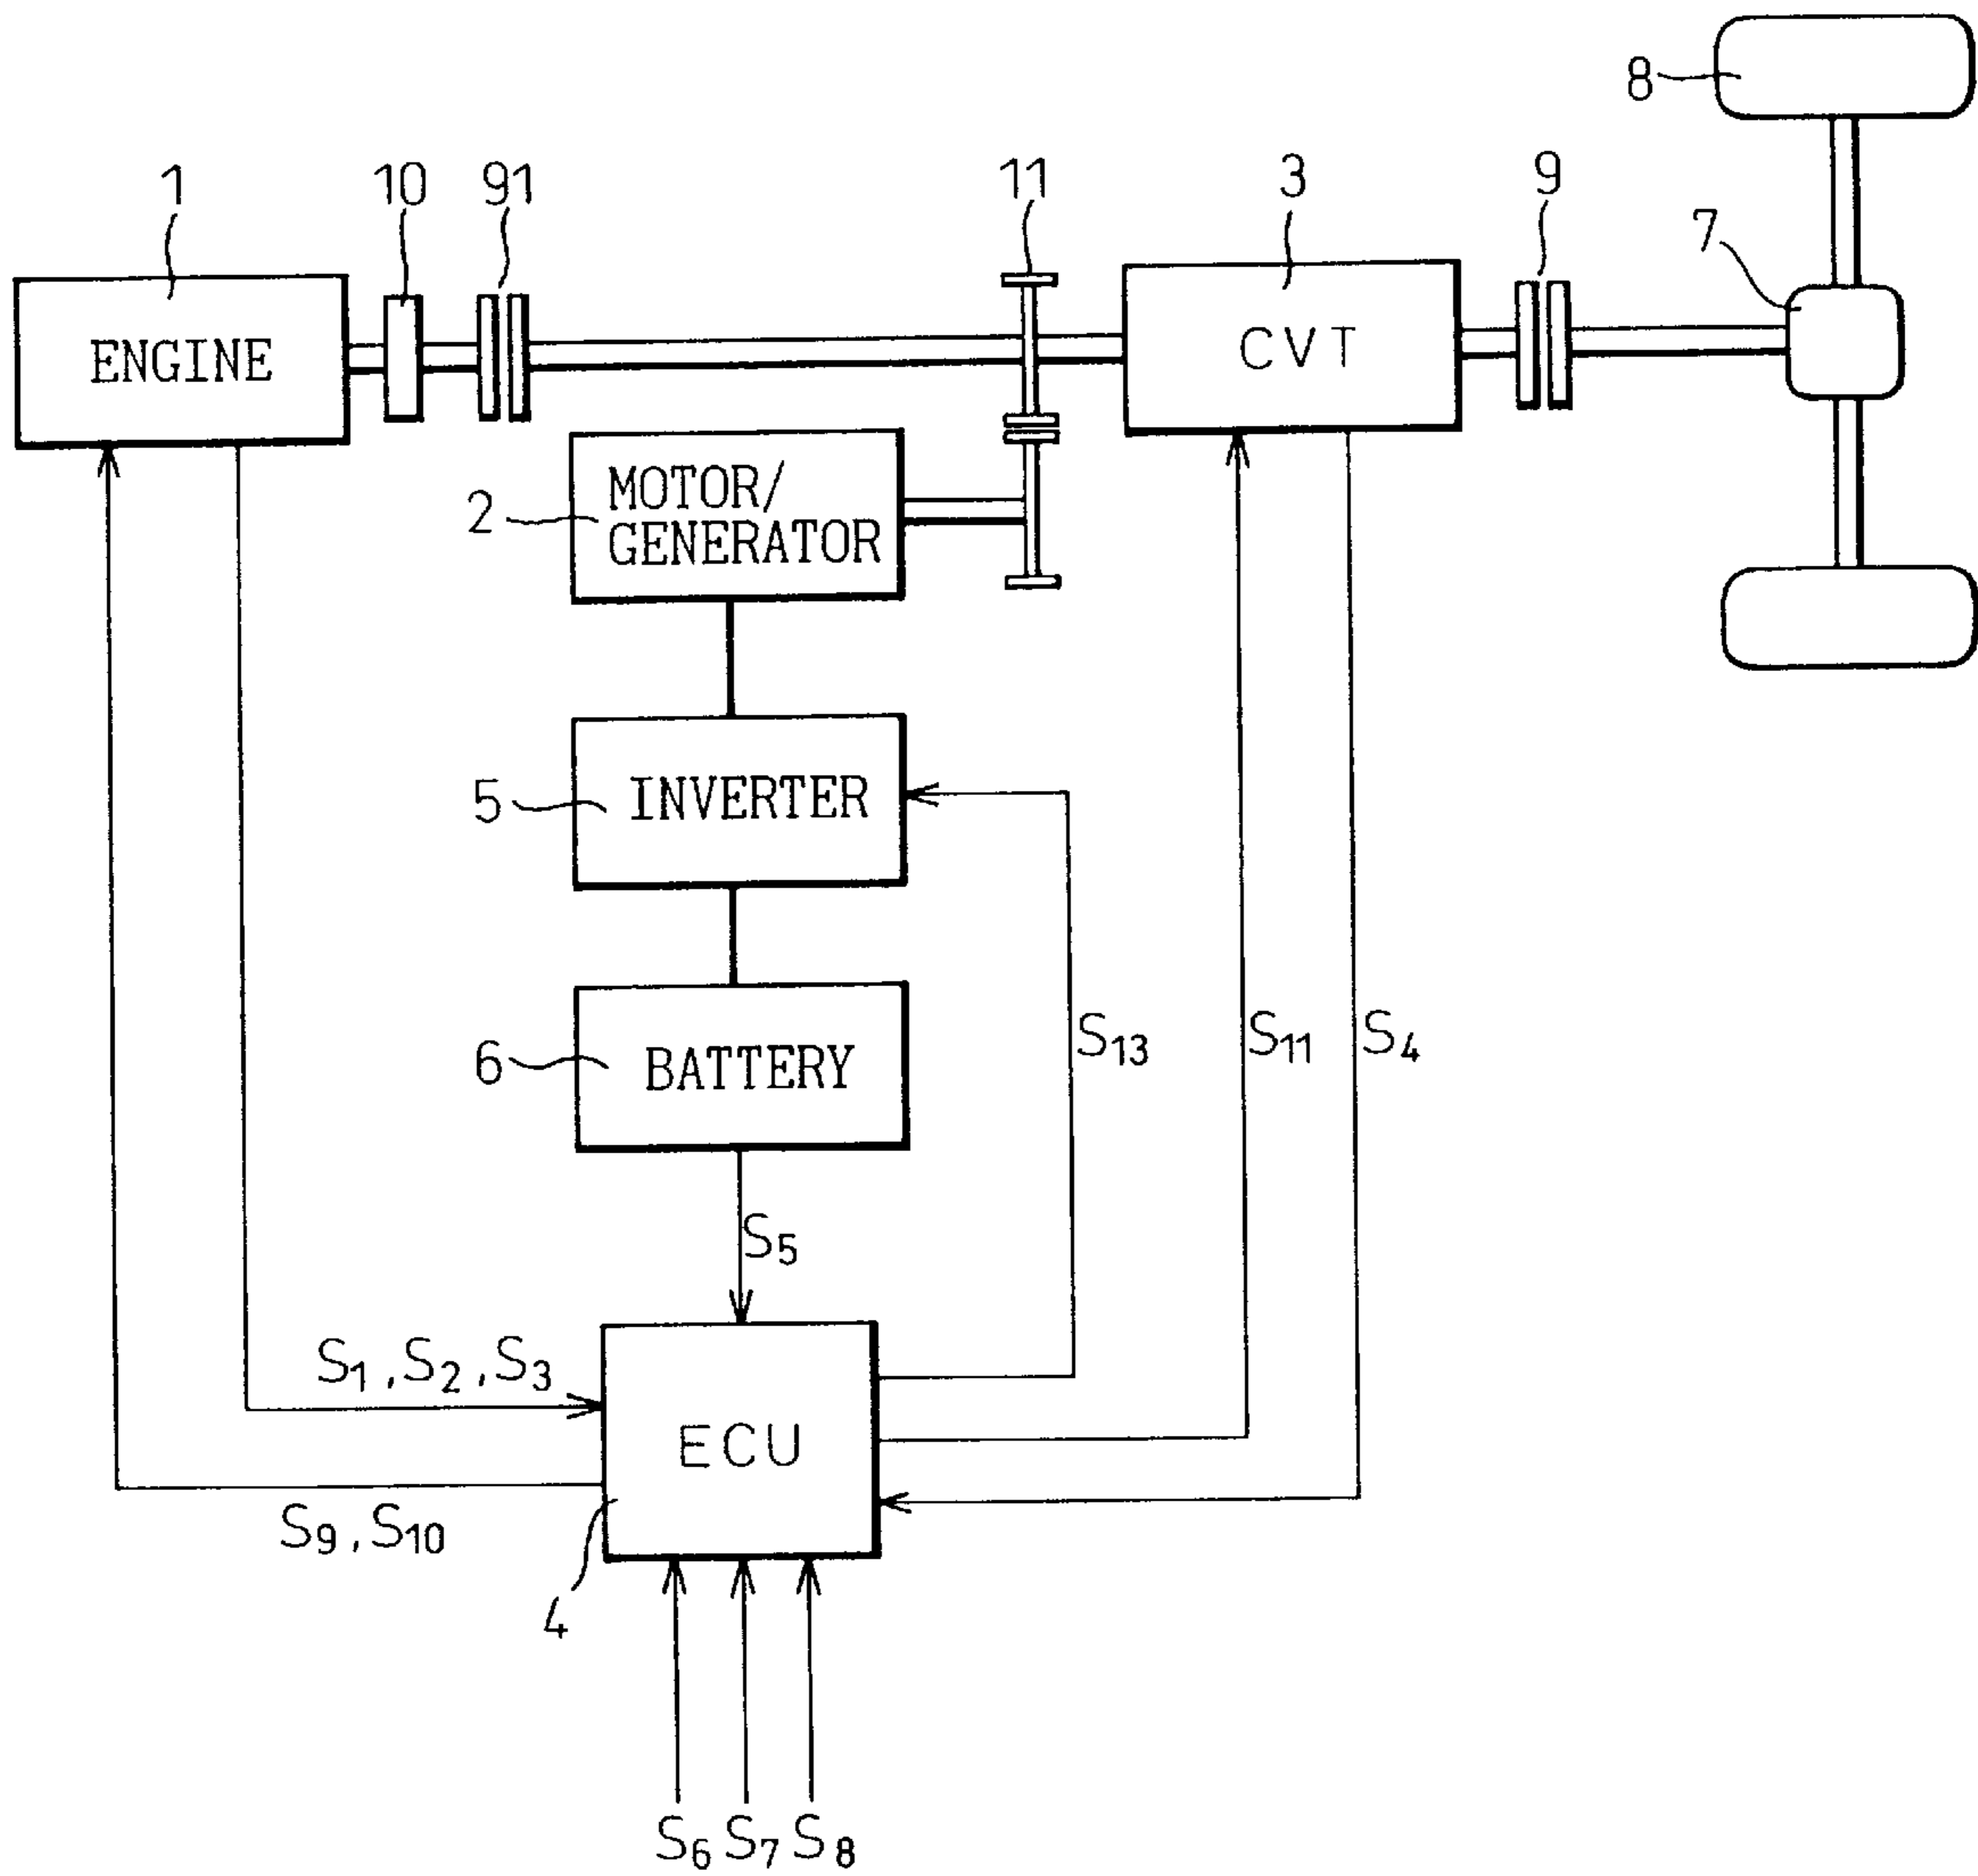 8
1
10
91
11
3
9
7
ENGINE
CVT
2
MOTOR/
GENERATOR
5
INVERTER
6
BATTERY
S13
S11
S4
S5
S1,S2,S3
ECU
S9,S10
4
S6 S7 S8